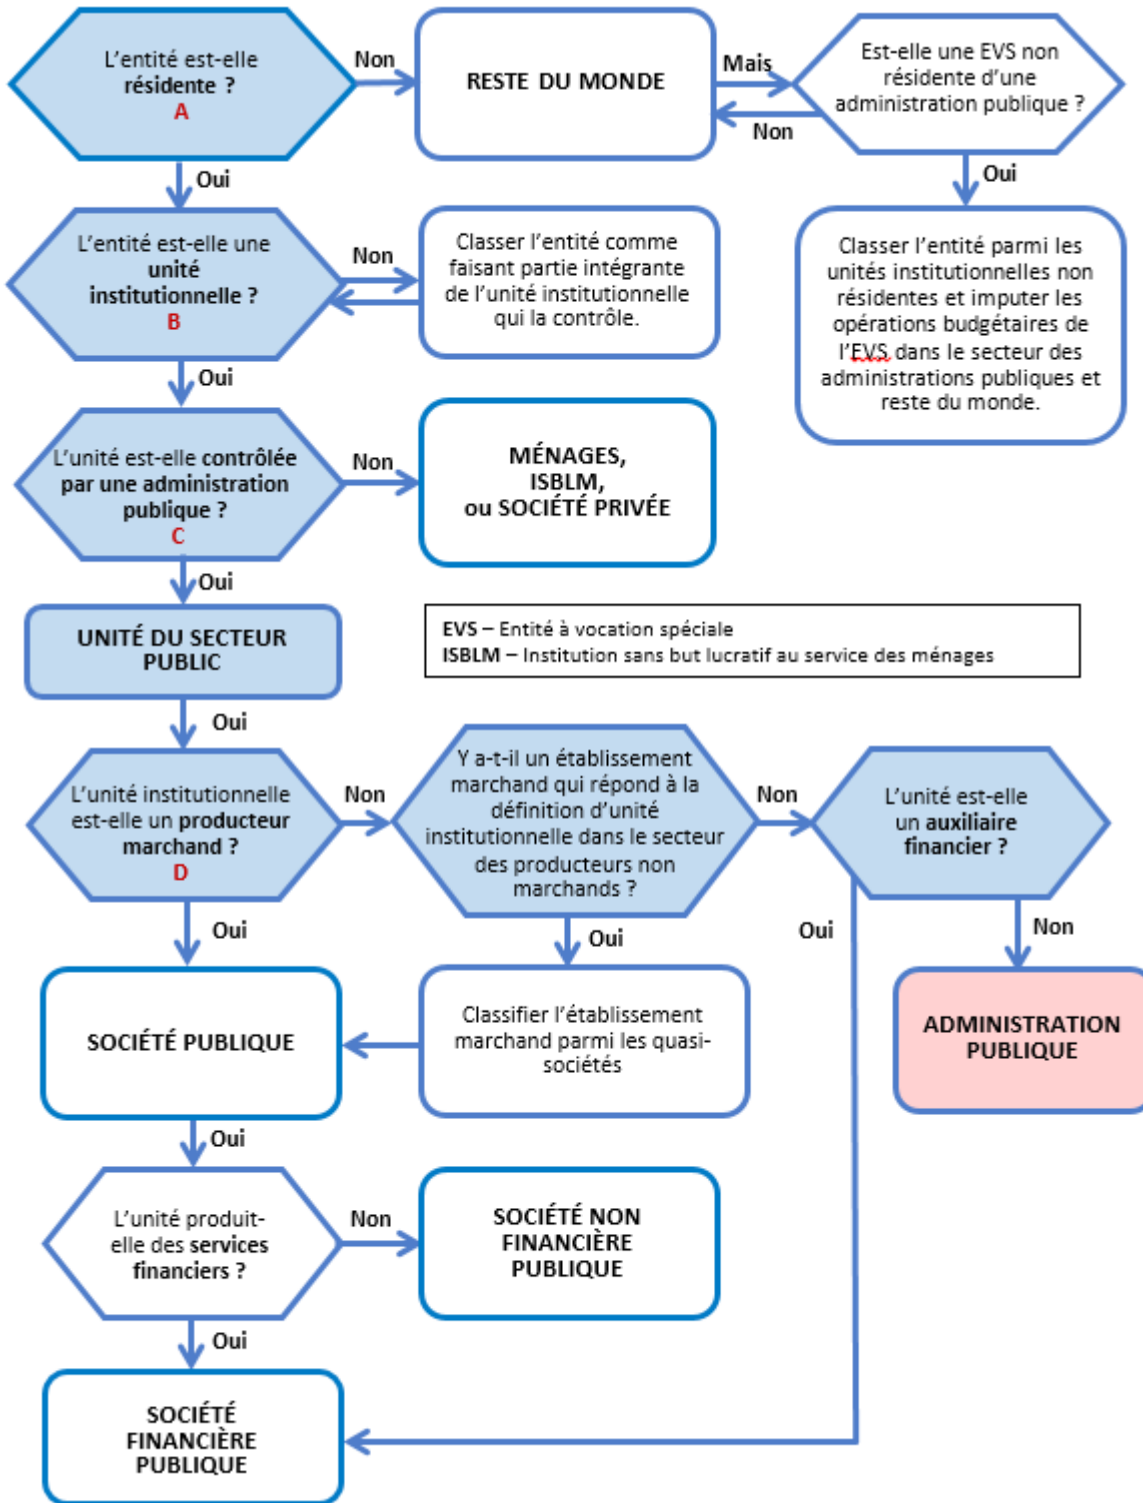 L'entité est-elle
résidente ?
A
Non
RESTE DU MONDE
Mais
Non
Est-elle une EVS non
résidente d'une
administration publique ?
Oui
Oui
L'entité est-elle une
unité
institutionnelle ?
B
Non
Classer l'entité comme
faisant partie intégrante
de l'unité institutionnelle
qui la contrôle.
Classer l'entité parmi les
unités institutionnelles non
résidentes et imputer les
opérations budgétaires de
l'EVS dans le secteur des
administrations publiques et
reste du monde.
Oui
L'unité est-elle contrôlée
par une administration
publique ?
C
Non
MÉNAGES,
ISBLM,
ou SOCIÉTÉ PRIVÉE
Oui
UNITÉ DU SECTEUR
PUBLIC
EVS – Entité à vocation spéciale
ISBLM – Institution sans but lucratif au service des ménages
Oui
L'unité institutionnelle
est-elle un producteur
marchand ?
D
Non
Y a-t-il un établissement
marchand qui répond à la
définition d'unité
institutionnelle dans le secteur
des producteurs non
marchands ?
Non
L'unité est-elle
un auxiliaire
financier ?
Oui
Oui
Oui
Non
SOCIÉTÉ PUBLIQUE
Classifier l'établissement
marchand parmi les quasi-
sociétés
ADMINISTRATION
PUBLIQUE
Oui
L'unité produit-
elle des services
financiers ?
Non
SOCIÉTÉ NON
FINANCIÈRE
PUBLIQUE
Oui
SOCIÉTÉ
FINANCIÈRE
PUBLIQUE